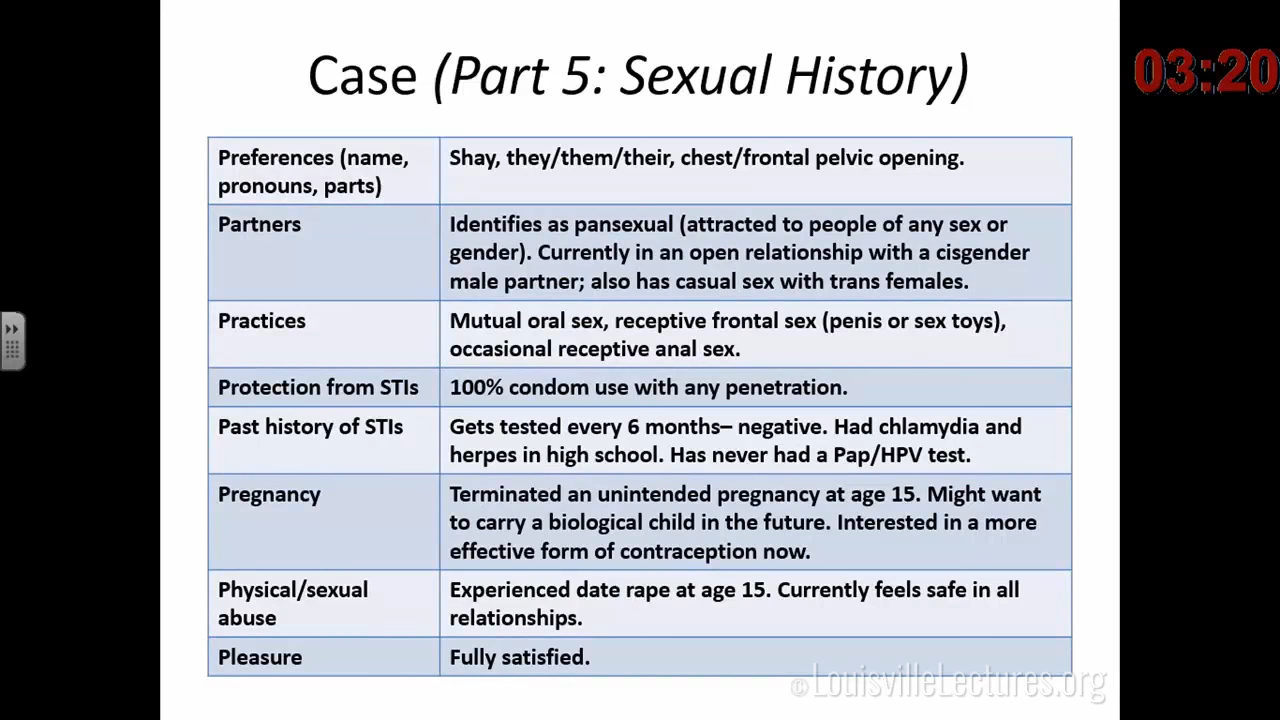 Case (Part 5: Sexual History)
03:20
Preferences (name,
pronouns, parts)
Shay, they/them/their, chest/frontal pelvic opening.
Partners
Identifies as pansexual (attracted to people of any sex or
gender). Currently in an open relationship with a cisgender
male partner; also has casual sex with trans females.
Practices
Mutual oral sex, receptive frontal sex (penis or sex toys),
occasional receptive anal sex.
Protection from STIs
100% condom use with any penetration.
Past history of STIs
Gets tested every 6 months– negative. Had chlamydia and
herpes in high school. Has never had a Pap/HPV test.
Pregnancy
Terminated an unintended pregnancy at age 15. Might want
to carry a biological child in the future. Interested in a more
effective form of contraception now.
Physical/sexual
abuse
Experienced date rape at age 15. Currently feels safe in all
relationships.
Pleasure
Fully satisfied.
©LouisvilleLectures.org